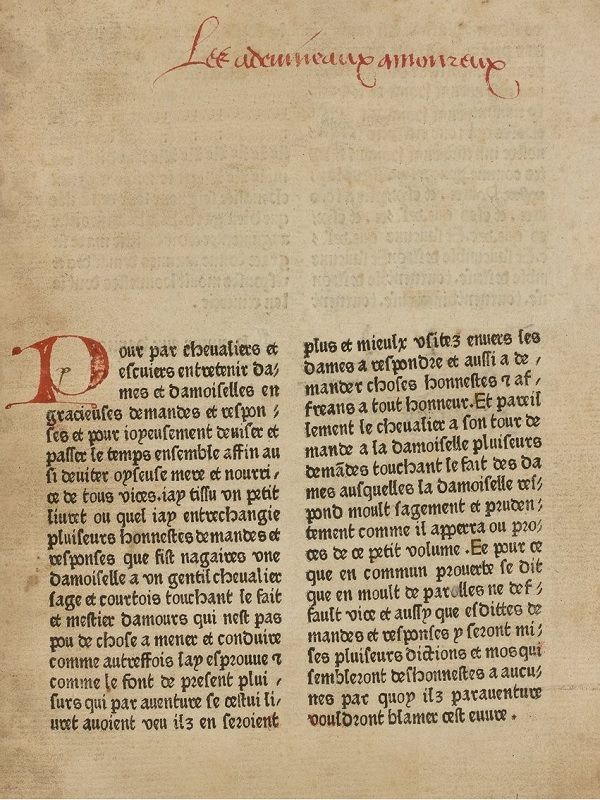 Les adeuineaux amoureux
Pour par cheualiers et
escuiers entretenir da/
mes et damoiselles en
gracieuses demandes et respon /
ses et pour ioyeusement deuiser et
passer le temps ensemble affin au
si deuiter oyseuse mere et nourri/
ce de tous vices.iay tissu vn petit
liuret ou quel iay entrechangie
pluiseurs honnestes demandes et
responses que fist nagaires vne
damoiselle a vn gentil cheualier
sage et courtois touchant le fait
et mestier damours qui nest pas
pou de chose a mener et conduire
comme autreffois lay esprouue ⁊
comme le font de present plui /
surs qui par auenture se cestui li/
uret auoient veu ilz en seroient
plus et mieulx vsitez enuers les
dames a respondre et aussi a de /
mander choses honnestes ⁊ af /
freans a tout honneur.Et pareil
lement le cheualier a son tour de
mande a la damoiselle pluiseurs
demādes touchant le fait des da
mes ausquelles la damoiselle res/
pond moult sagement et pruden/
tement comme il apperra ou pro/
ces de ce petit volume .Ee pour ce
que en commun prouerbe se dit
que en moult de parolles ne def /
fault vice et aussy que esdittes de
mandes et responses y seront mi/
ses pluiseurs dictions et mos qui
sembleront deshonnestes a aucu/
nes par quoy ilz parauenture
vouldront blamer cest euure .